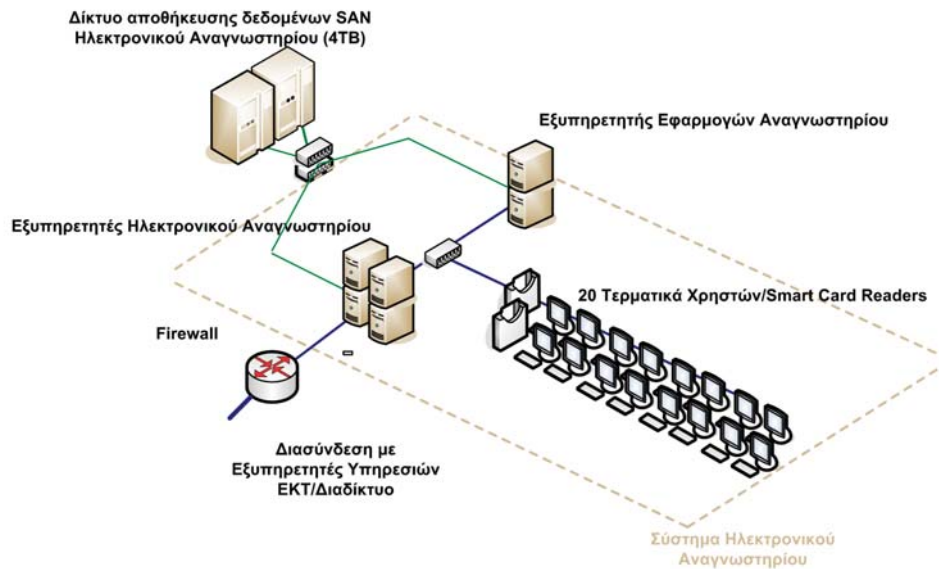 Δίκτυο αποθήκευσης δεδομένων SAN
Ηλεκτρονικού Αναγνωστηρίου (4TB)
Εξυπηρετητής Εφαρμογών Αναγνωστηρίου
Εξυπηρετητές Ηλεκτρονικού Αναγνωστηρίου
20 Τερματικά Χρηστών/Smart Card Readers
Firewall
Διασύνδεση με
Εξυπηρετητές Υπηρεσιών
ΕΚΤ/Διαδίκτυο
Σύστημα Ηλεκτρονικού
Αναγνωστηρίου